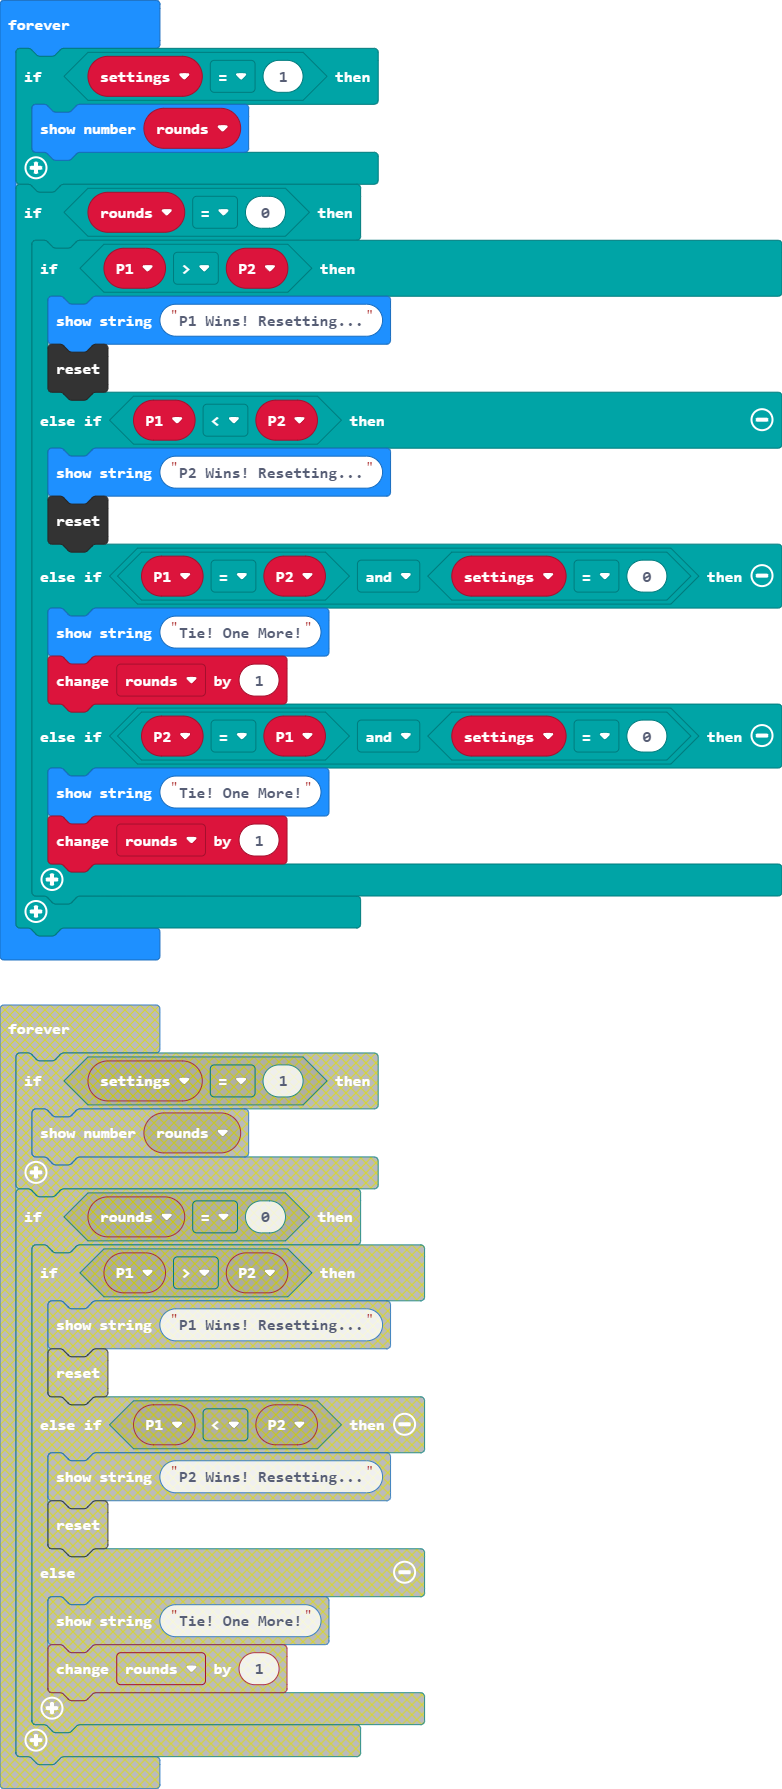 forever
if settings = 1 then
show number rounds
if rounds = 0 then
if P1 > P2 then
show string "P1 Wins! Resetting..."
reset
else if P1 < P2 then
show string "P2 Wins! Resetting..."
reset
else if P1 = P2 and settings = 0 then
show string "Tie! One More!"
change rounds by 1
else if P2 = P1 and settings = 0 then
show string "Tie! One More!"
change rounds by 1
forever
if settings = 1 then
show number rounds
if rounds = 0 then
if P1 > P2 then
show string "P1 Wins! Resetting..."
reset
else if P1 < P2 then
show string "P2 Wins! Resetting..."
reset
else
show string "Tie! One More!"
change rounds by 1